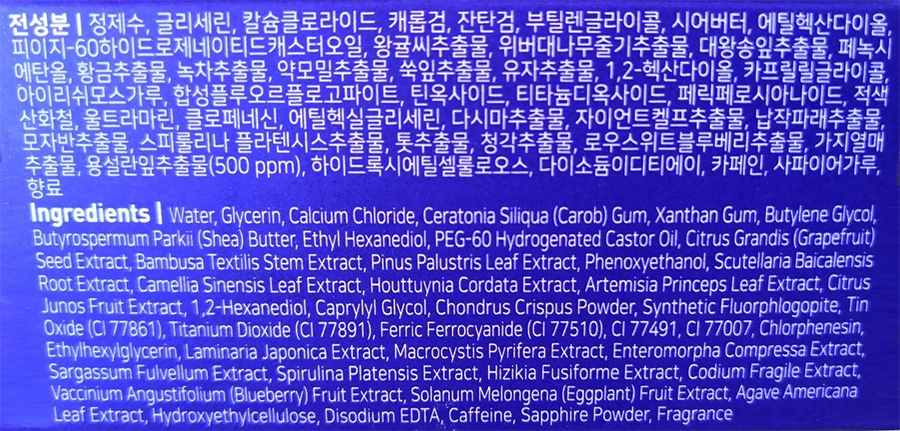 전성분 | 정제수, 글리세린, 칼슘클로라이드, 캐롭검, 잔탄검, 부틸렌글라이콜, 시어버터, 에틸헥산다이올,
피이지-60하이드로제네이티드캐스터오일, 왕귤씨추출물, 위버대나무줄기추출물, 대왕송잎추출물, 페녹시
에탄올, 황금추출물, 녹차추출물, 약모밀추출물, 쑥잎추출물, 유자추출물, 1,2-헥산다이올, 카프릴릴글라이콜,
아이리쉬모스가루, 합성플루오르플로고파이트, 틴옥사이드, 티타늄디옥사이드, 페릭페로시아나이드, 적색
산화철, 울트라마린, 클로페네신, 에틸헥실글리세린, 다시마추출물, 자이언트켈프추출물, 납작파래추출물,
모자반추출물, 스피룰리나 플라텐시스추출물, 톳추출물, 청각추출물, 로우스위트블루베리추출물, 가지열매
추출물, 용설란잎추출물(500 ppm), 하이드록시에틸셀룰로오스, 다이소듐이디티에이, 카페인, 사파이어가루,
향료
Ingredients | Water, Glycerin, Calcium Chloride, Ceratonia Siliqua (Carob) Gum, Xanthan Gum, Butylene Glycol,
Butyrospermum Parkii (Shea) Butter, Ethyl Hexanediol, PEG-60 Hydrogenated Castor Oil, Citrus Grandis (Grapefruit)
Seed Extract, Bambusa Textilis Stem Extract, Pinus Palustris Leaf Extract, Phenoxyethanol, Scutellaria Baicalensis
Root Extract, Camellia Sinensis Leaf Extract, Houttuynia Cordata Extract, Artemisia Princeps Leaf Extract, Citrus
Junos Fruit Extract, 1,2-Hexanediol, Caprylyl Glycol, Chondrus Crispus Powder, Synthetic Fluorphlogopite, Tin
Oxide (CI 77861), Titanium Dioxide (CI 77891), Ferric Ferrocyanide (CI 77510), CI 77491, CI 77007, Chlorphenesin,
Ethylhexylglycerin, Laminaria Japonica Extract, Macrocystis Pyrifera Extract, Enteromorpha Compressa Extract,
Sargassum Fulvellum Extract, Spirulina Platensis Extract, Hizikia Fusiforme Extract, Codium Fragile Extract,
Vaccinium Angustifolium (Blueberry) Fruit Extract, Solanum Melongena (Eggplant) Fruit Extract, Agave Americana
Leaf Extract, Hydroxyethylcellulose, Disodium EDTA, Caffeine, Sapphire Powder, Fragrance